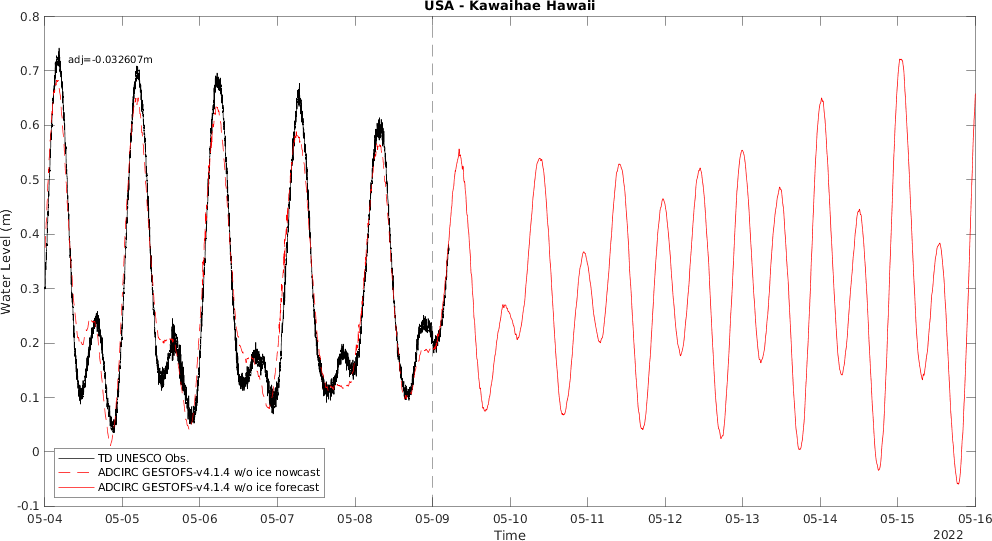 USA - Kawaihae Hawaii
0.8
0.7
0.6
0.5
0.4
0.3
0.2
0.1
0
-0.1
Water Level (m)
adj=-0.032607m
TD UNESCO Obs.
ADCIRC GESTOFS-v4.1.4 w/o ice nowcast
ADCIRC GESTOFS-v4.1.4 w/o ice forecast
05-04 05-05 05-06 05-07 05-08 05-09 05-10 05-11 05-12 05-13 05-14 05-15 05-16
Time
2022